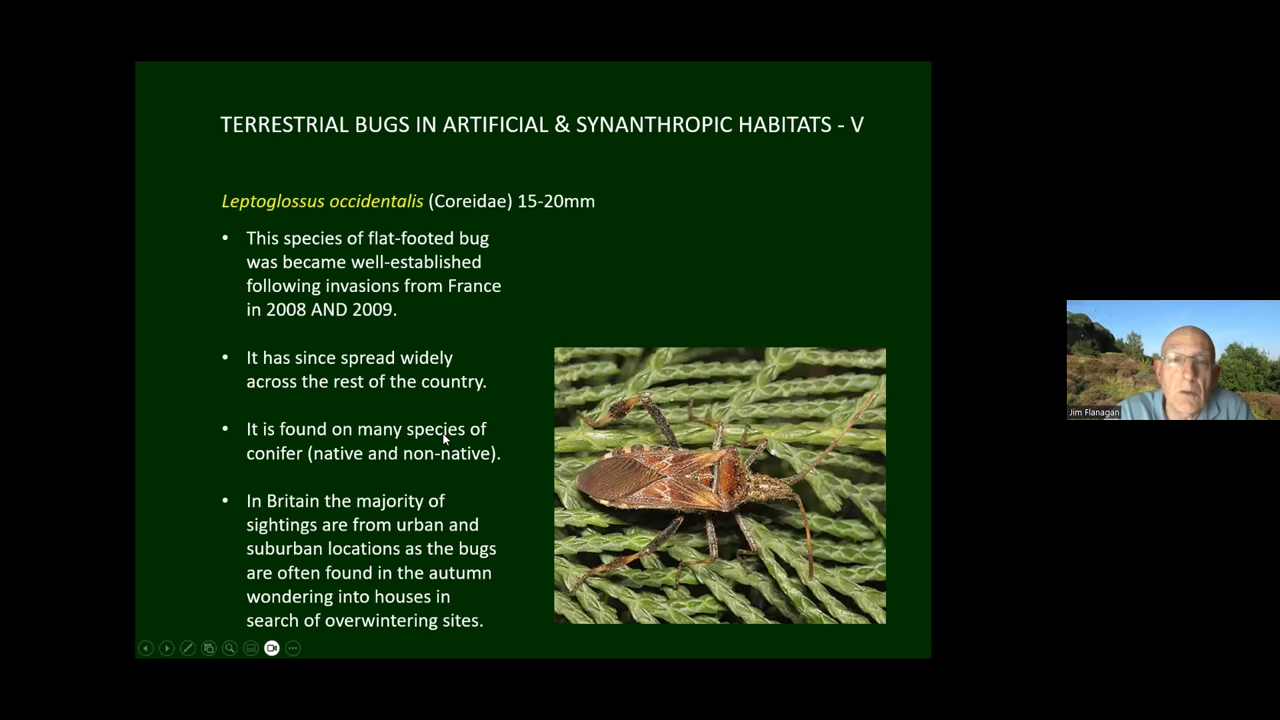 TERRESTRIAL BUGS IN ARTIFICIAL & SYNANTHROPIC HABITATS - V
Leptoglossus occidentalis (Coreidae) 15-20mm
• This species of flat-footed bug
was became well-established
following invasions from France
in 2008 AND 2009.
• It has since spread widely
across the rest of the country.
• It is found on many species of
conifer (native and non-native).
• In Britain the majority of
sightings are from urban and
suburban locations as the bugs
are often found in the autumn
wondering into houses in
search of overwintering sites.
Jim Flanagan